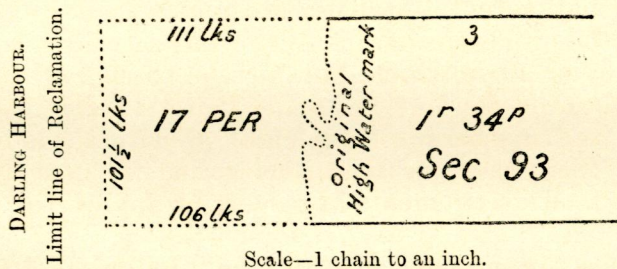 DARLING HARBOUR.
Limit line of Reclamation.
111 lks
101½ lks
17 PER
106 lks
Original
High Water mark
3
1ʳ 34ᵖ
Sec 93
Scale—1 chain to an inch.